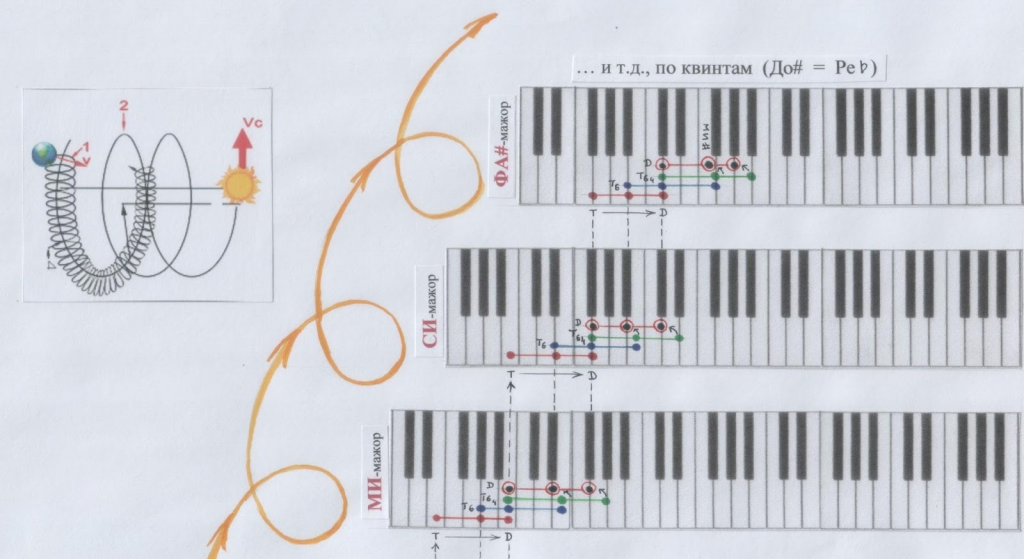 … и т.д., по квинтам (До# = Ре♭)
2
Vc
1
V
ФА#-мажор
МИ#
D
T64
T6
T D
СИ-мажор
D
T64
T6
T D
МИ-мажор
D
T64
T6
T D